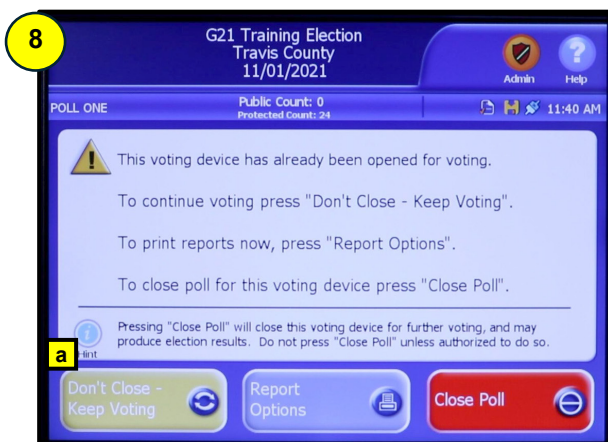 8
G21 Training Election
Travis County
11/01/2021
Admin
Help
POLL ONE
Public Count: 0
Protected Count: 24
11:40 AM
This voting device has already been opened for voting.
To continue voting press "Don't Close - Keep Voting".
To print reports now, press "Report Options".
To close poll for this voting device press "Close Poll".
Pressing "Close Poll" will close this voting device for further voting, and may
produce election results. Do not press "Close Poll" unless authorized to do so.
Hint
a
Don't Close -
Keep Voting
Report
Options
Close Poll